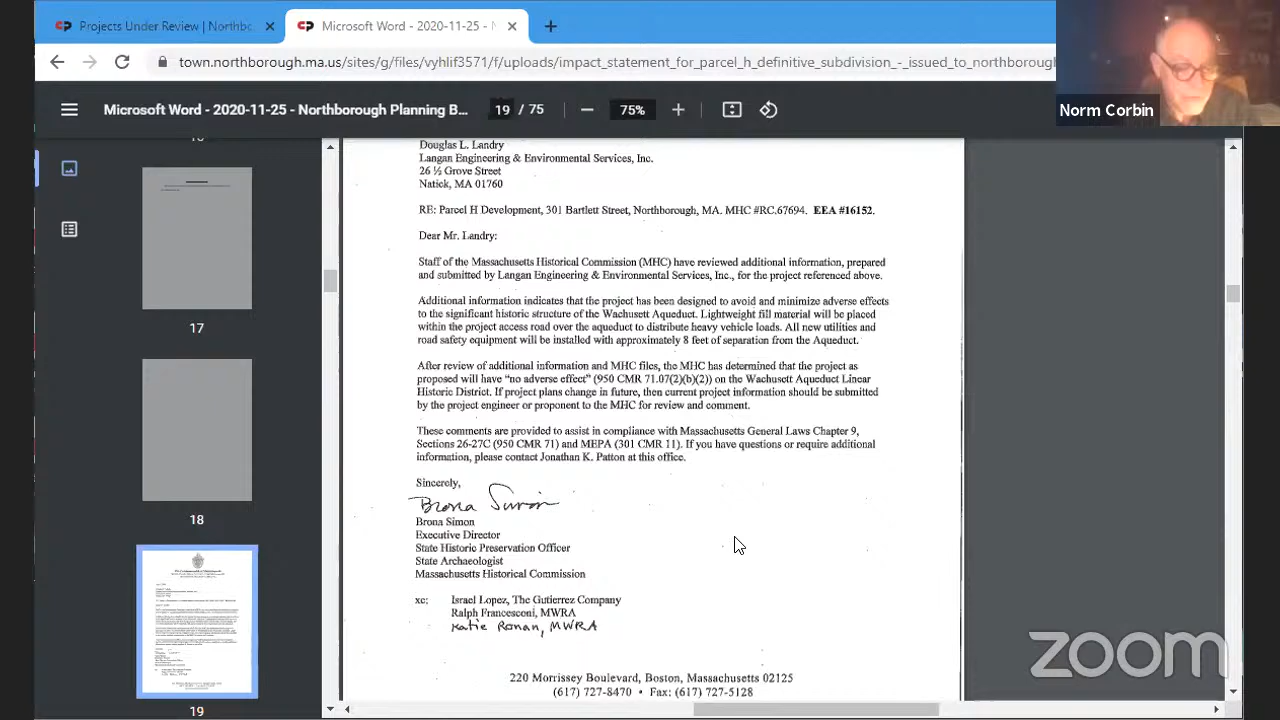 Projects Under Review | Northbo
Microsoft Word - 2020-11-25 - N
town.northborough.ma.us/sites/g/files/vyhlif3571/f/uploads/impact_statement_for_parcel_h_definitive_subdivision_-_issued_to_northborough
Norm Corbin
Microsoft Word - 2020-11-25 - Northborough Planning B...
19 / 75
75%
17
18
19
Douglas L. Landry
Langan Engineering & Environmental Services, Inc.
26 ½ Grove Street
Natick, MA 01760
RE: Parcel H Development, 301 Bartlett Street, Northborough, MA. MHC #RC.67694. EEA #16152.
Dear Mr. Landry:
Staff of the Massachusetts Historical Commission (MHC) have reviewed additional information, prepared
and submitted by Langan Engineering & Environmental Services, Inc., for the project referenced above.
Additional information indicates that the project has been designed to avoid and minimize adverse effects
to the significant historic structure of the Wachusett Aqueduct. Lightweight fill material will be placed
within the project access road over the aqueduct to distribute heavy vehicle loads. All new utilities and
road safety equipment will be installed with approximately 8 feet of separation from the Aqueduct.
After review of additional information and MHC files, the MHC has determined that the project as
proposed will have "no adverse effect" (950 CMR 71.07(2)(b)(2)) on the Wachusett Aqueduct Linear
Historic District. If project plans change in future, then current project information should be submitted
by the project engineer or proponent to the MHC for review and comment.
These comments are provided to assist in compliance with Massachusetts General Laws Chapter 9,
Sections 26-27C (950 CMR 71) and MEPA (301 CMR 11). If you have questions or require additional
information, please contact Jonathan K. Patton at this office.
Sincerely,
Brona Simon
Brona Simon
Executive Director
State Historic Preservation Officer
State Archaeologist
Massachusetts Historical Commission
xc: Israel Lopez, The Gutierrez Company
Ralph Francesconi, MWRA
Katie Ronan, MWRA
220 Morrissey Boulevard, Boston, Massachusetts 02125
(617) 727-8470 • Fax: (617) 727-5128
zoom